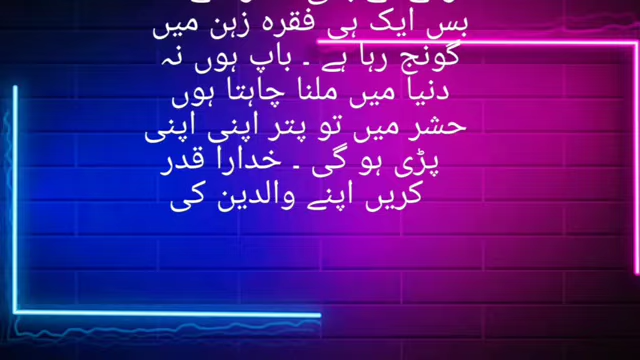 بس ایک ہی فقرہ زہن میں
گونج رہا ہے ۔ باپ ہوں نہ
دنیا میں ملنا چاہتا ہوں
حشر میں تو پتر اپنی اپنی
پڑی ہو گی ۔ خدارا قدر
کریں اپنے والدین کی